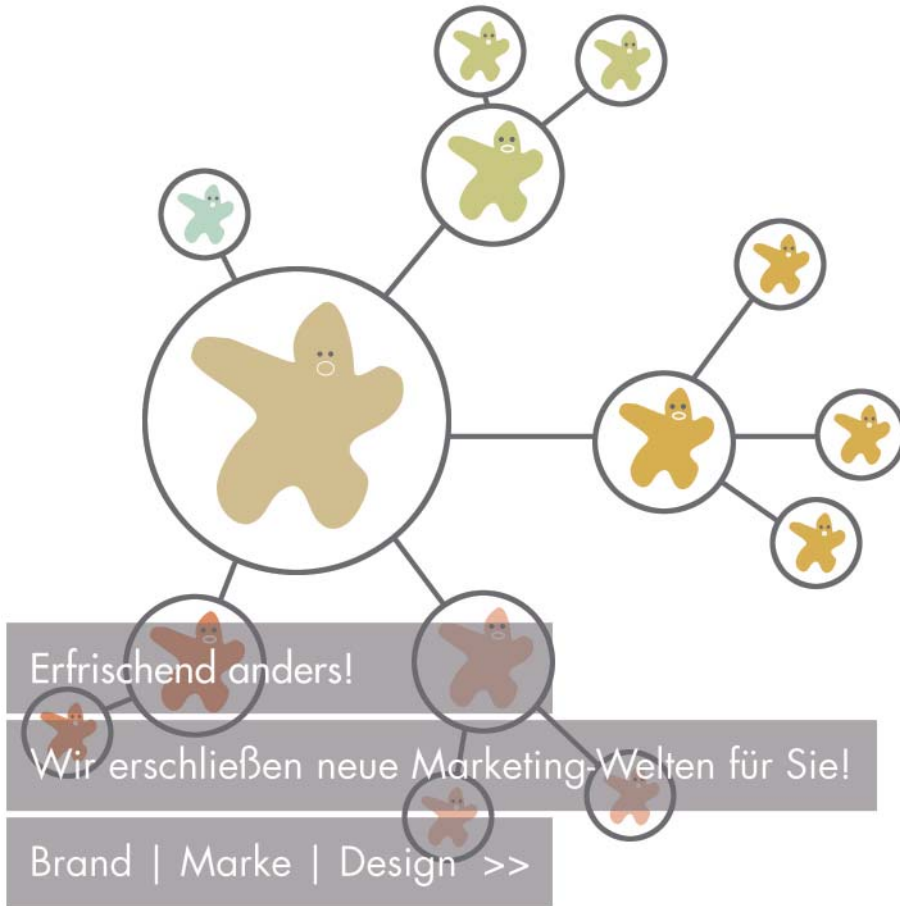 Erfrischend anders!
Wir erschließen neue Marketing-Welten für Sie!
Brand | Marke | Design >>